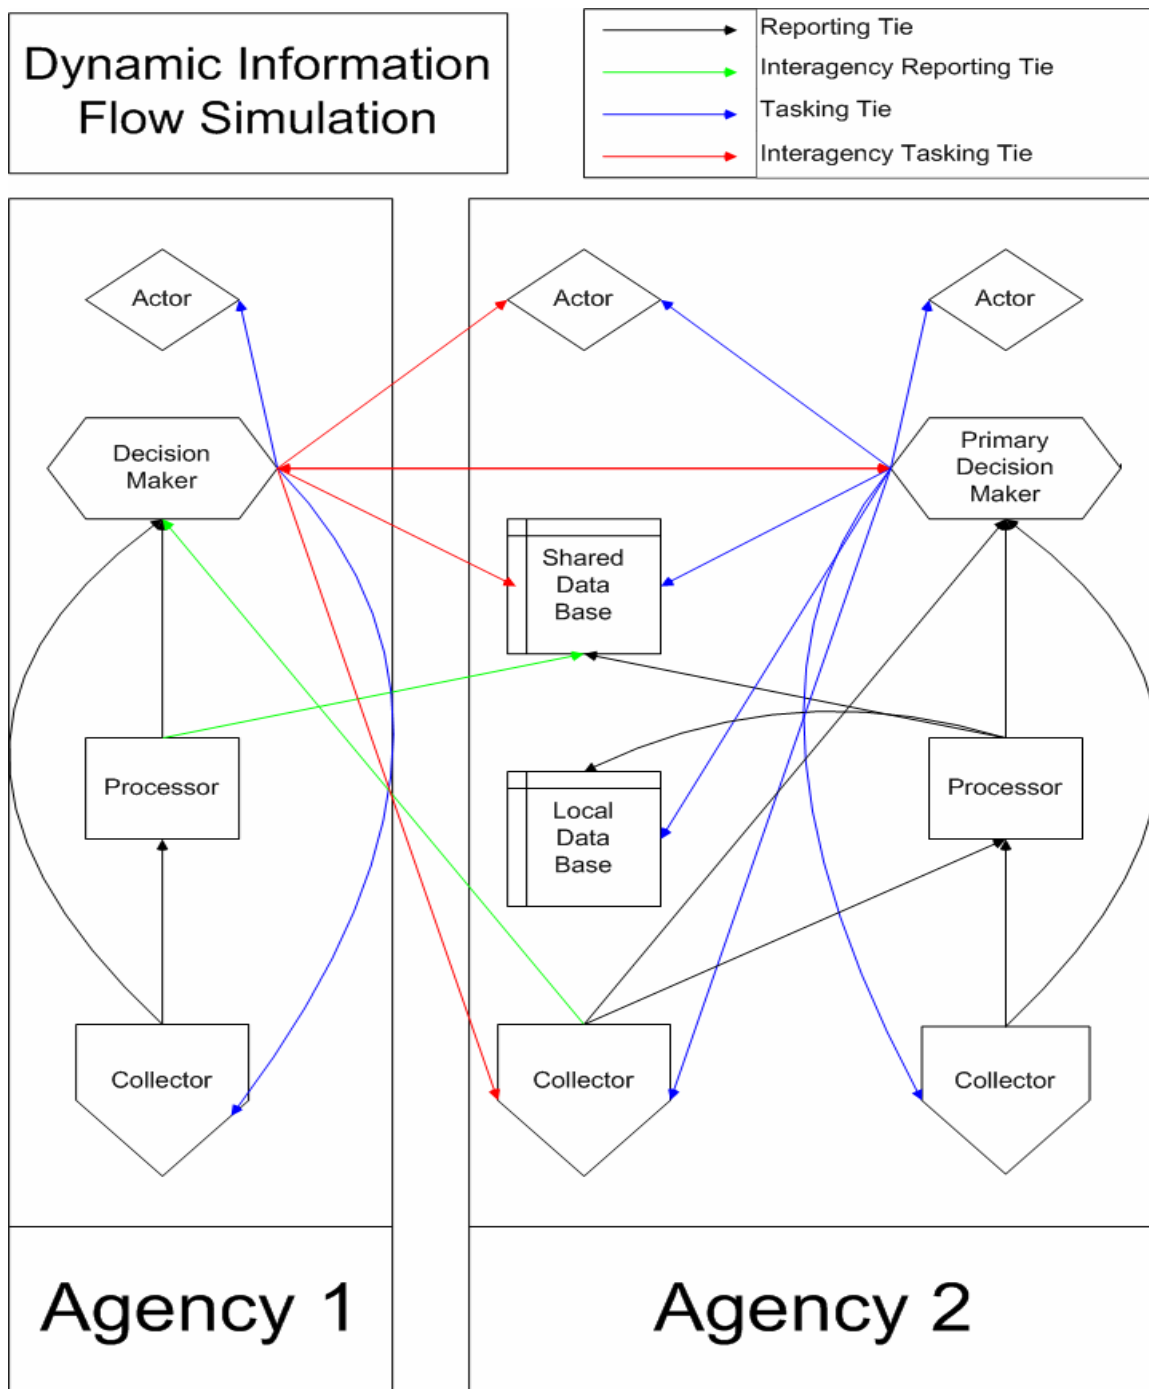 Dynamic Information
Flow Simulation
Reporting Tie
Interagency Reporting Tie
Tasking Tie
Interagency Tasking Tie
Actor
Actor
Actor
Decision
Maker
Primary
Decision
Maker
Shared
Data
Base
Processor
Local
Data
Base
Processor
Collector
Collector
Collector
Agency 1
Agency 2